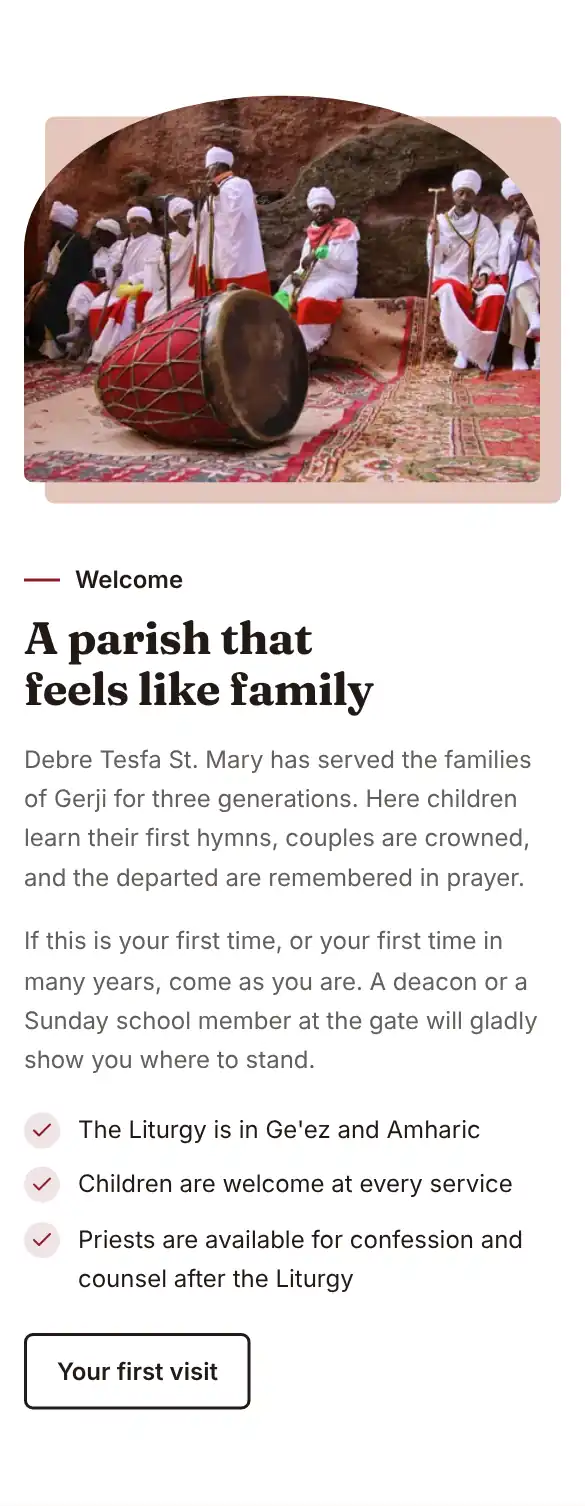 Welcome
A parish that
feels like family
Debre Tesfa St. Mary has served the families
of Gerji for three generations. Here children
learn their first hymns, couples are crowned,
and the departed are remembered in prayer.
If this is your first time, or your first time in
many years, come as you are. A deacon or a
Sunday school member at the gate will gladly
show you where to stand.
The Liturgy is in Ge'ez and Amharic
Children are welcome at every service
Priests are available for confession and
counsel after the Liturgy
Your first visit